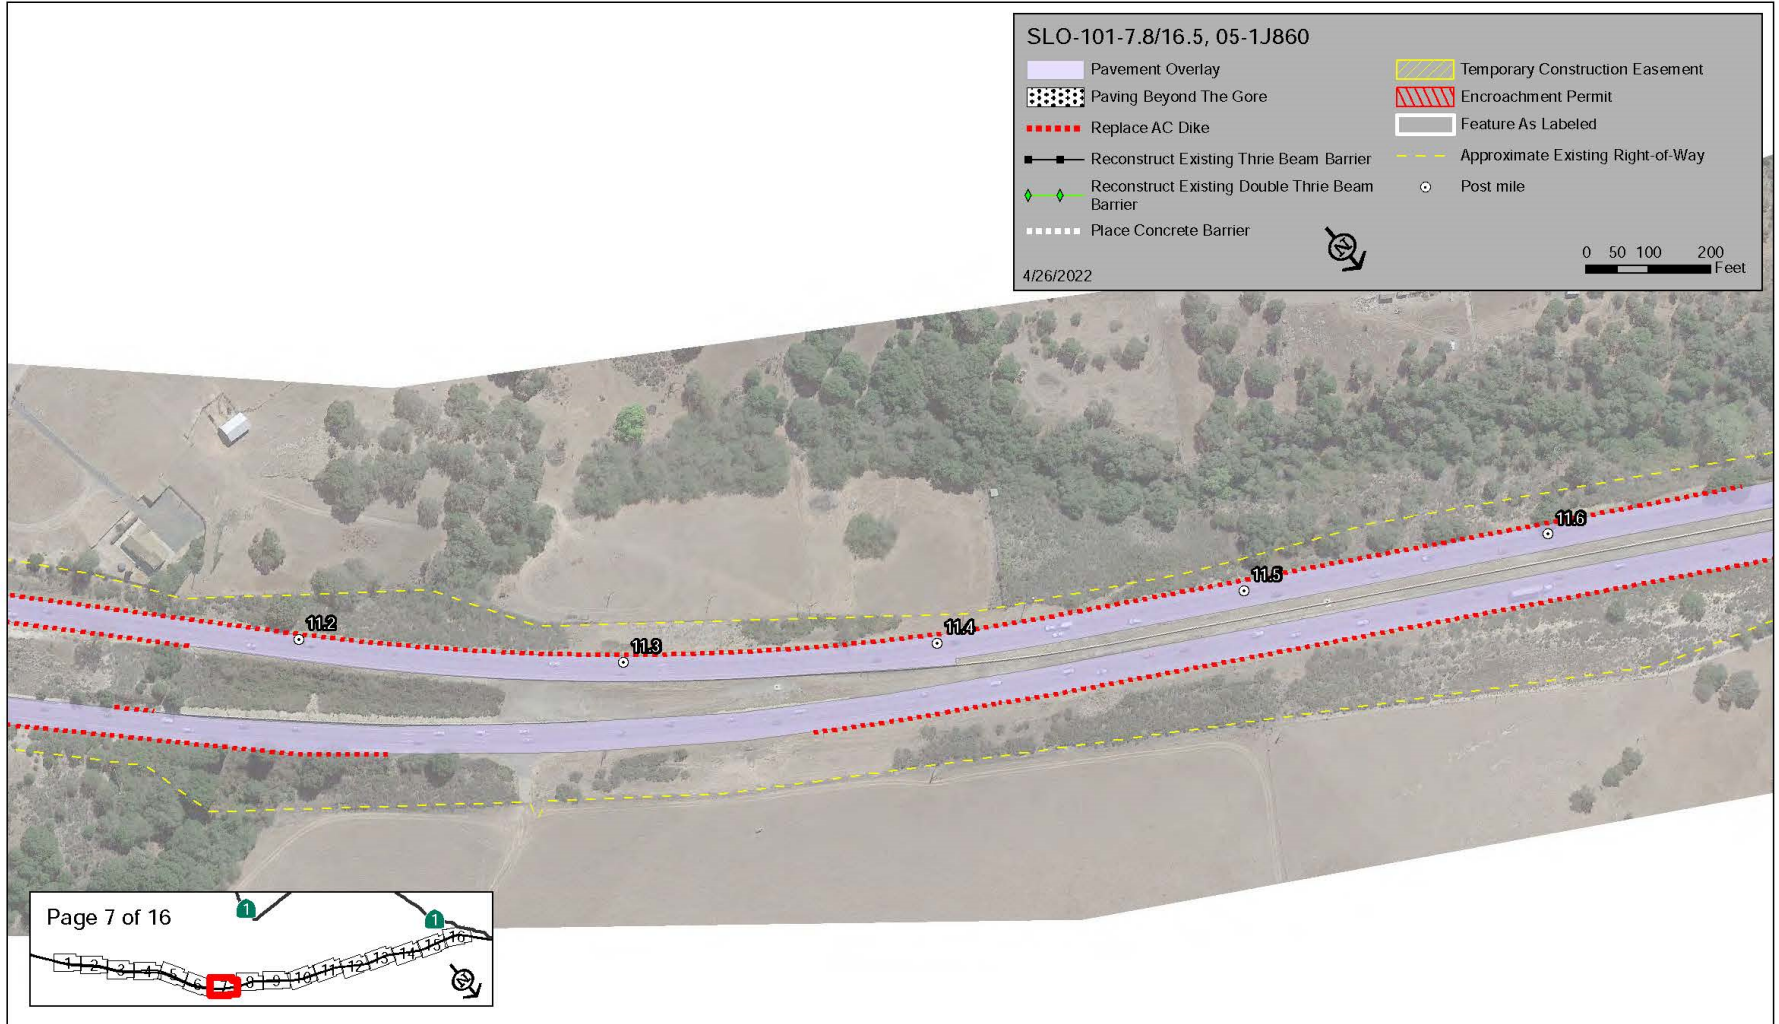 SLO-101-7.8/16.5, 05-1J860
Pavement Overlay
Paving Beyond The Gore
Replace AC Dike
Reconstruct Existing Thrie Beam Barrier
Reconstruct Existing Double Thrie Beam
Barrier
Place Concrete Barrier
4/26/2022
Temporary Construction Easement
Encroachment Permit
Feature As Labeled
Approximate Existing Right-of-Way
Post mile
N
0 50 100 200
Feet
11.6
11.5
11.4
11.3
11.2
Page 7 of 16
1
1
1 2 3 4 5 6 7 8 9 10 11 12 13 14 15 16
N